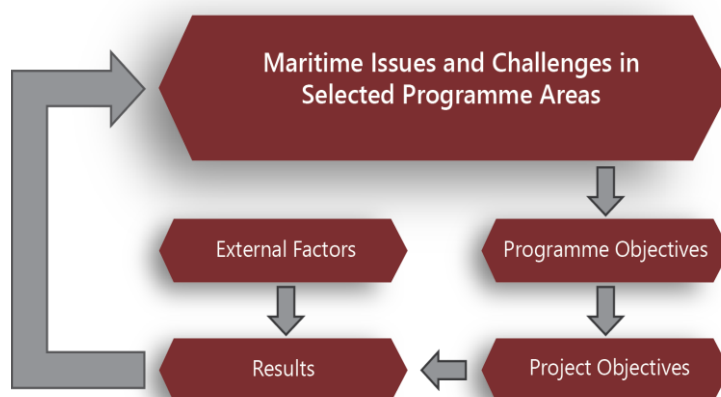 Maritime Issues and Challenges in
Selected Programme Areas
External Factors
Programme Objectives
Results
Project Objectives